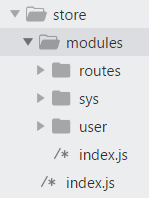 store
modules
routes
sys
user
/* index.js
/* index.js